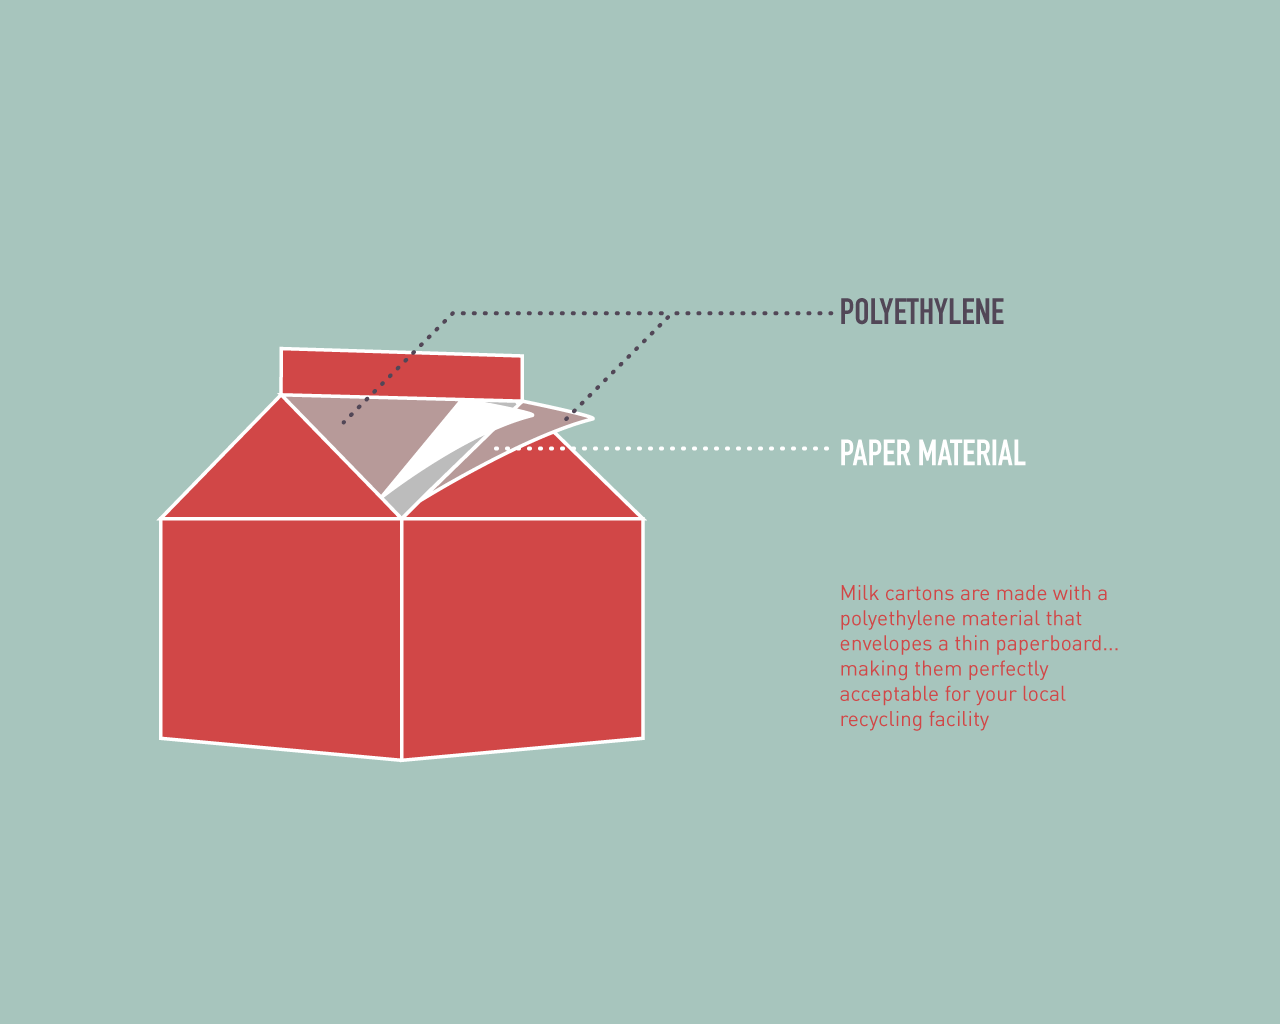 POLYETHYLENE
PAPER MATERIAL
Milk cartons are made with a
polyethylene material that
envelopes a thin paperboard...
making them perfectly
acceptable for your local
recycling facility